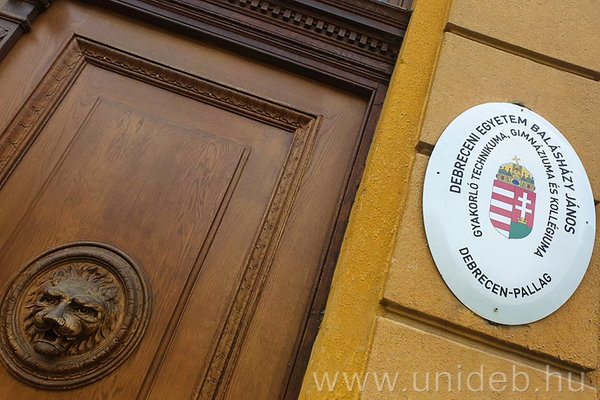 DEBRECENI EGYETEM BALÁSHÁZY JÁNOS
GYAKORLÓ TECHNIKUMA, GIMNÁZIUMA ÉS KOLLÉGIUMA
DEBRECEN-PALLAG
www.unideb.hu